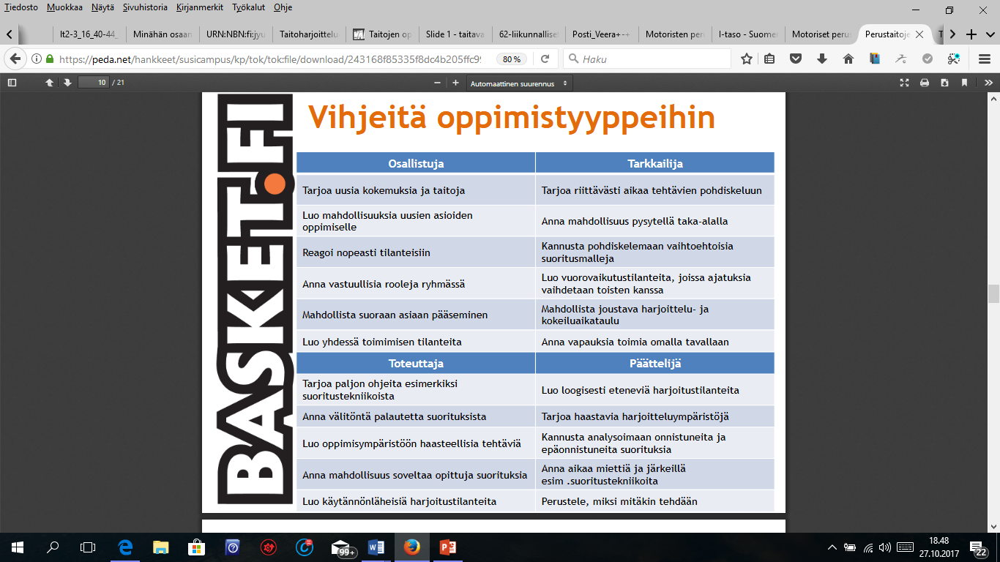 Tiedosto Muokkaa Näytä Sivuhistoria Kirjanmerkit Työkalut Ohje
lt2-3_16_40-44_ Minähän osaan URN:NBN:fi:jyu Taitoharjoittelu Taitojen op Slide 1 - taitava 62-liikunnallisel Posti_Veera+-+ Motoristen per I-taso - Suome Motoriset perus Perustaitoje T
https://peda.net/hankkeet/susicampus/kp/tok/tok:file/download/243168f85335f8dc4b205ffc9 80 % Haku
10 / 21 Automaattinen suurennus
BASKET.FI
Vihjeitä oppimistyyppeihin
Osallistuja Tarkkailija
Tarjoa uusia kokemuksia ja taitoja Tarjoa riittävästi aikaa tehtävien pohdiskeluun
Luo mahdollisuuksia uusien asioiden
oppimiselle
Anna mahdollisuus pysytellä taka-alalla
Reagoi nopeasti tilanteisiin
Kannusta pohdiskelemaan vaihtoehtoisia
suoritusmalleja
Anna vastuullisia rooleja ryhmässä
Luo vuorovaikutustilanteita, joissa ajatuksia
vaihdetaan toisten kanssa
Mahdollista suoraan asiaan pääseminen
Mahdollista joustava harjoittelu- ja
kokeiluaikataulu
Luo yhdessä toimimisen tilanteita Anna vapauksia toimia omalla tavallaan
Toteuttaja Päättelijä
Tarjoa paljon ohjeita esimerkiksi
suoritustekniikoista
Luo loogisesti eteneviä harjoitustilanteita
Anna välitöntä palautetta suorituksista Tarjoa haastavia harjoitteluympäristöjä
Luo oppimisympäristöön haasteellisia tehtäviä
Kannusta analysoimaan onnistuneita ja
epäonnistuneita suorituksia
Anna mahdollisuus soveltaa opittuja suorituksia
Anna aikaa miettiä ja järkeillä
esim .suoritustekniikoita
Luo käytännönläheisiä harjoitustilanteita Perustele, miksi mitäkin tehdään
99+
18.48
27.10.2017
22